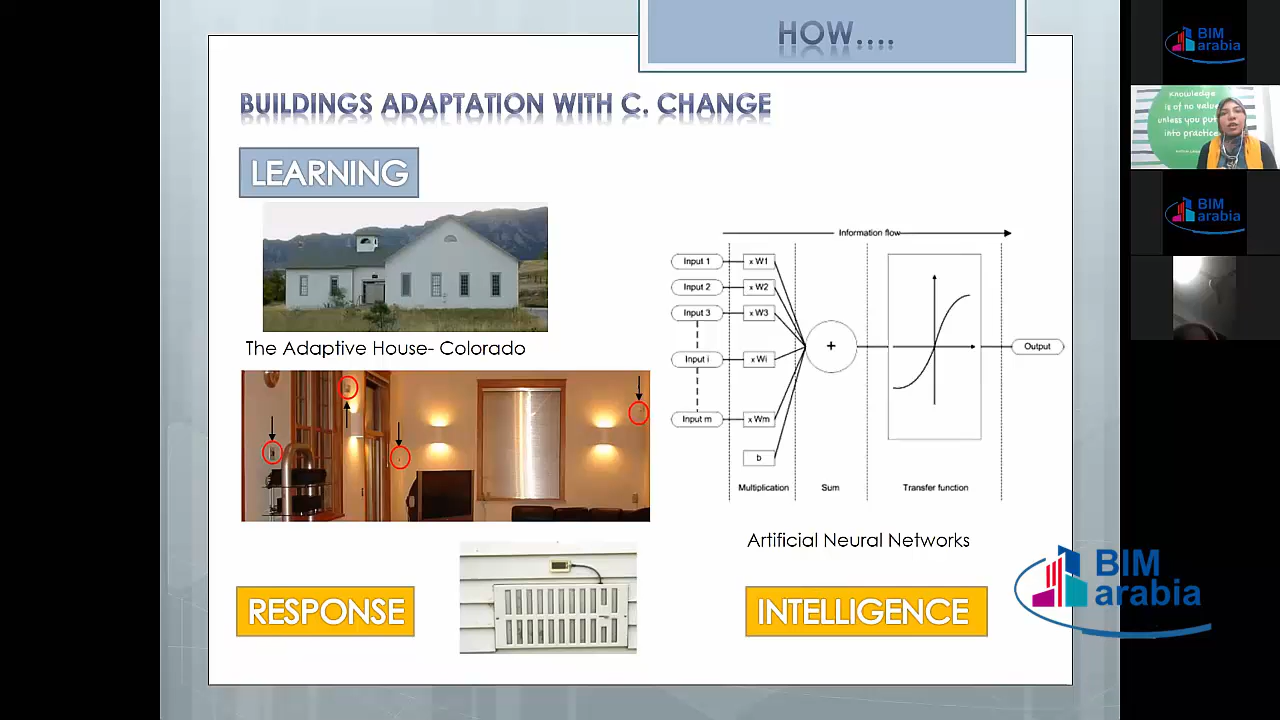 HOW....
BUILDINGS ADAPTATION WITH C. CHANGE
LEARNING
The Adaptive House- Colorado
RESPONSE
Information flow
Input 1
x W1
Input 2
x W2
Input 3
x W3
Input i
x Wi
Input m
x Wm
b
+
Output
Multiplication
Sum
Transfer function
Artificial Neural Networks
INTELLIGENCE
BIM
arabia
BIM
arabia
Knowledge
is of no value
unless you put
into practice
BIM
arabia